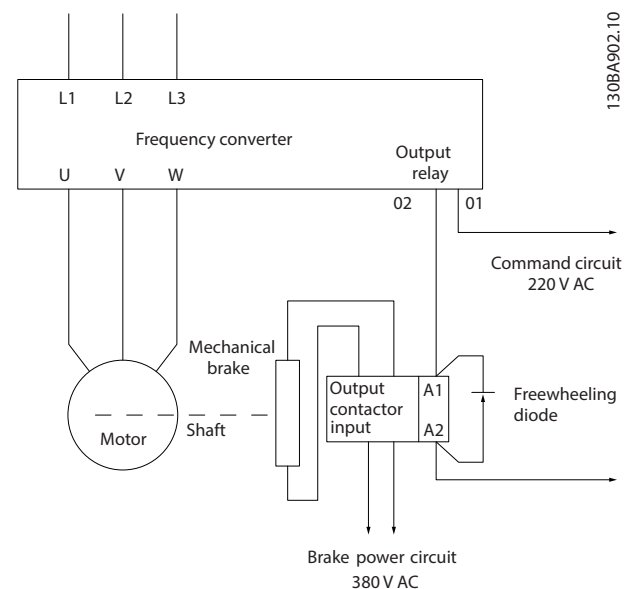 130BA902.10
L1 L2 L3
Frequency converter
Output
relay
U V W
02 01
Command circuit
220 V AC
Mechanical
brake
Output
contactor
input
A1
A2
Freewheeling
diode
Motor
Shaft
Brake power circuit
380 V AC